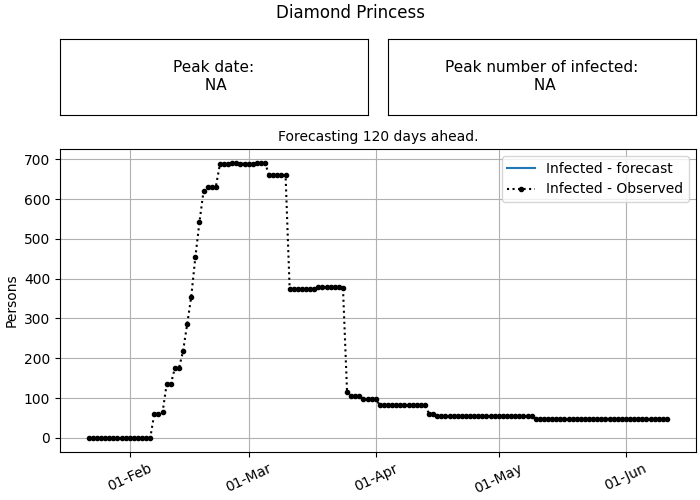 Diamond Princess
Peak date:
NA
Peak number of infected:
NA
Forecasting 120 days ahead.
Infected - forecast
Infected - Observed
Persons
700
600
500
400
300
200
100
0
01-Feb
01-Mar
01-Apr
01-May
01-Jun